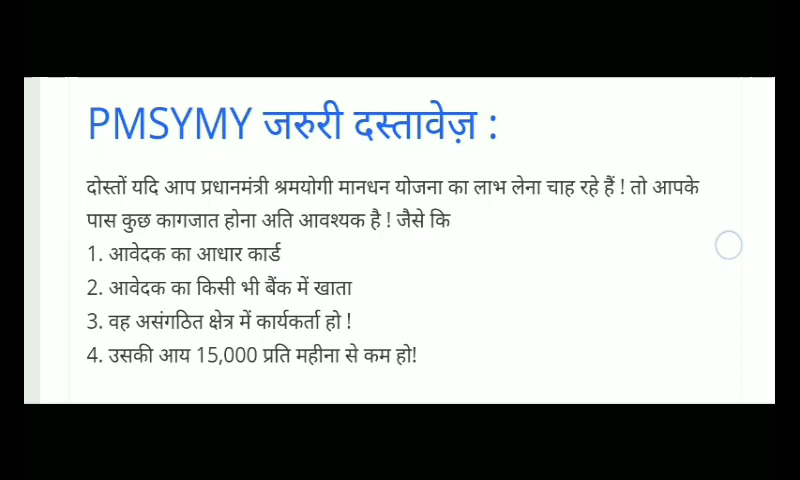 PMSYMY जरुरी दस्तावेज़ :
दोस्तों यदि आप प्रधानमंत्री श्रमयोगी मानधन योजना का लाभ लेना चाह रहे हैं ! तो आपके
पास कुछ कागजात होना अति आवश्यक है ! जैसे कि
1. आवेदक का आधार कार्ड
2. आवेदक का किसी भी बैंक में खाता
3. वह असंगठित क्षेत्र में कार्यकर्ता हो !
4. उसकी आय 15,000 प्रति महीना से कम हो!